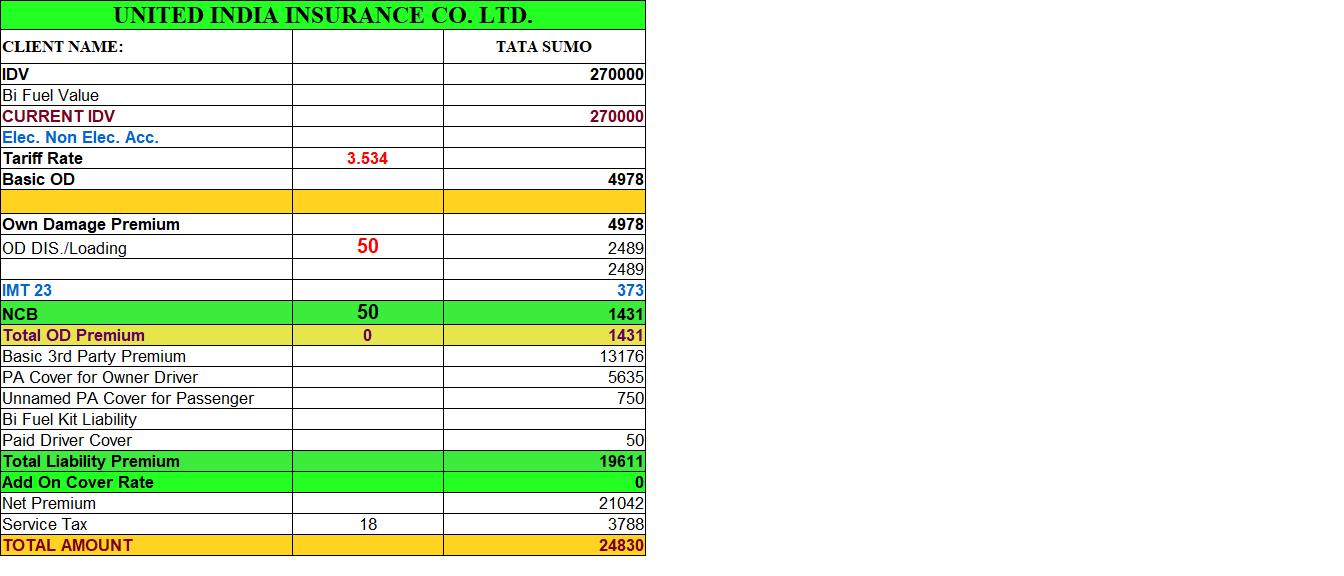 UNITED INDIA INSURANCE CO. LTD.
CLIENT NAME: TATA SUMO
IDV 270000
Bi Fuel Value
CURRENT IDV 270000
Elec. Non Elec. Acc.
Tariff Rate 3.534
Basic OD 4978
Own Damage Premium 4978
OD DIS./Loading 50 2489
2489
IMT 23 373
NCB 50 1431
Total OD Premium 0 1431
Basic 3rd Party Premium 13176
PA Cover for Owner Driver 5635
Unnamed PA Cover for Passenger 750
Bi Fuel Kit Liability
Paid Driver Cover 50
Total Liability Premium 19611
Add On Cover Rate 0
Net Premium 21042
Service Tax 18 3788
TOTAL AMOUNT 24830